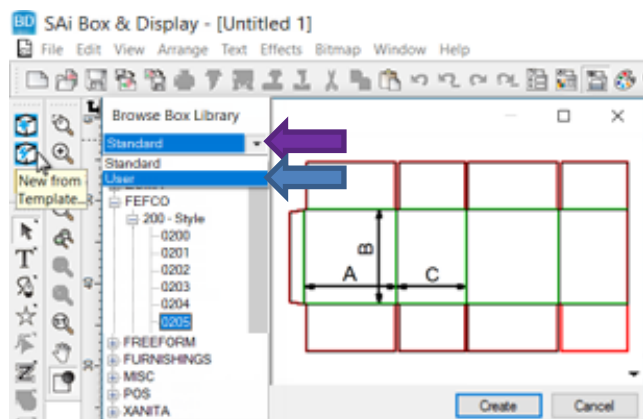 BD SAi Box & Display - [Untitled 1]
File Edit View Arrange Text Effects Bitmap Window Help
Browse Box Library
Standard
Standard
User
New from
Template...
FEFCO
200 - Style
0200
0201
0202
0203
0204
0205
FREEFORM
FURNISHINGS
MISC
POS
XANITA
A
B
C
Create
Cancel